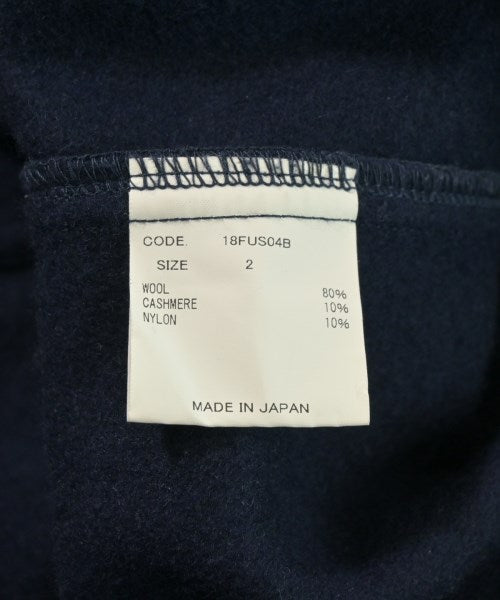 CODE. 18FUS04B
SIZE 2
WOOL 80%
CASHMERE 10%
NYLON 10%
MADE IN JAPAN